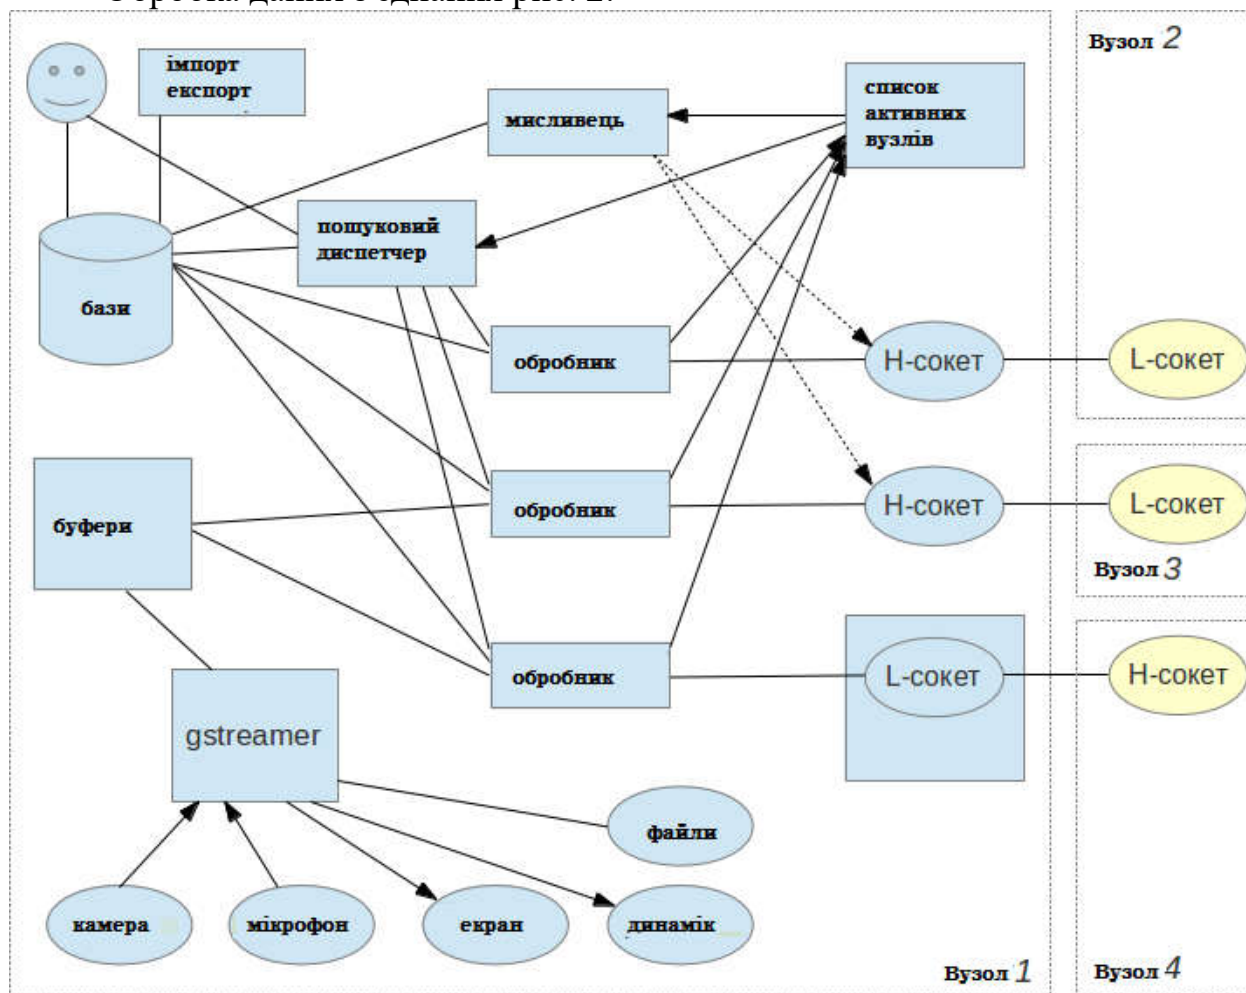 Вузол 2
імпорт
експорт
список
активних
вузлів
мисливець
пошуковий
диспетчер
бази
обробник
Н-сокет
L-сокет
обробник
Н-сокет
L-сокет
буфери
Вузол 3
обробник
L-сокет
Н-сокет
gstreamer
файли
камера
мікрофон
екран
динамік
Вузол 1
Вузол 4